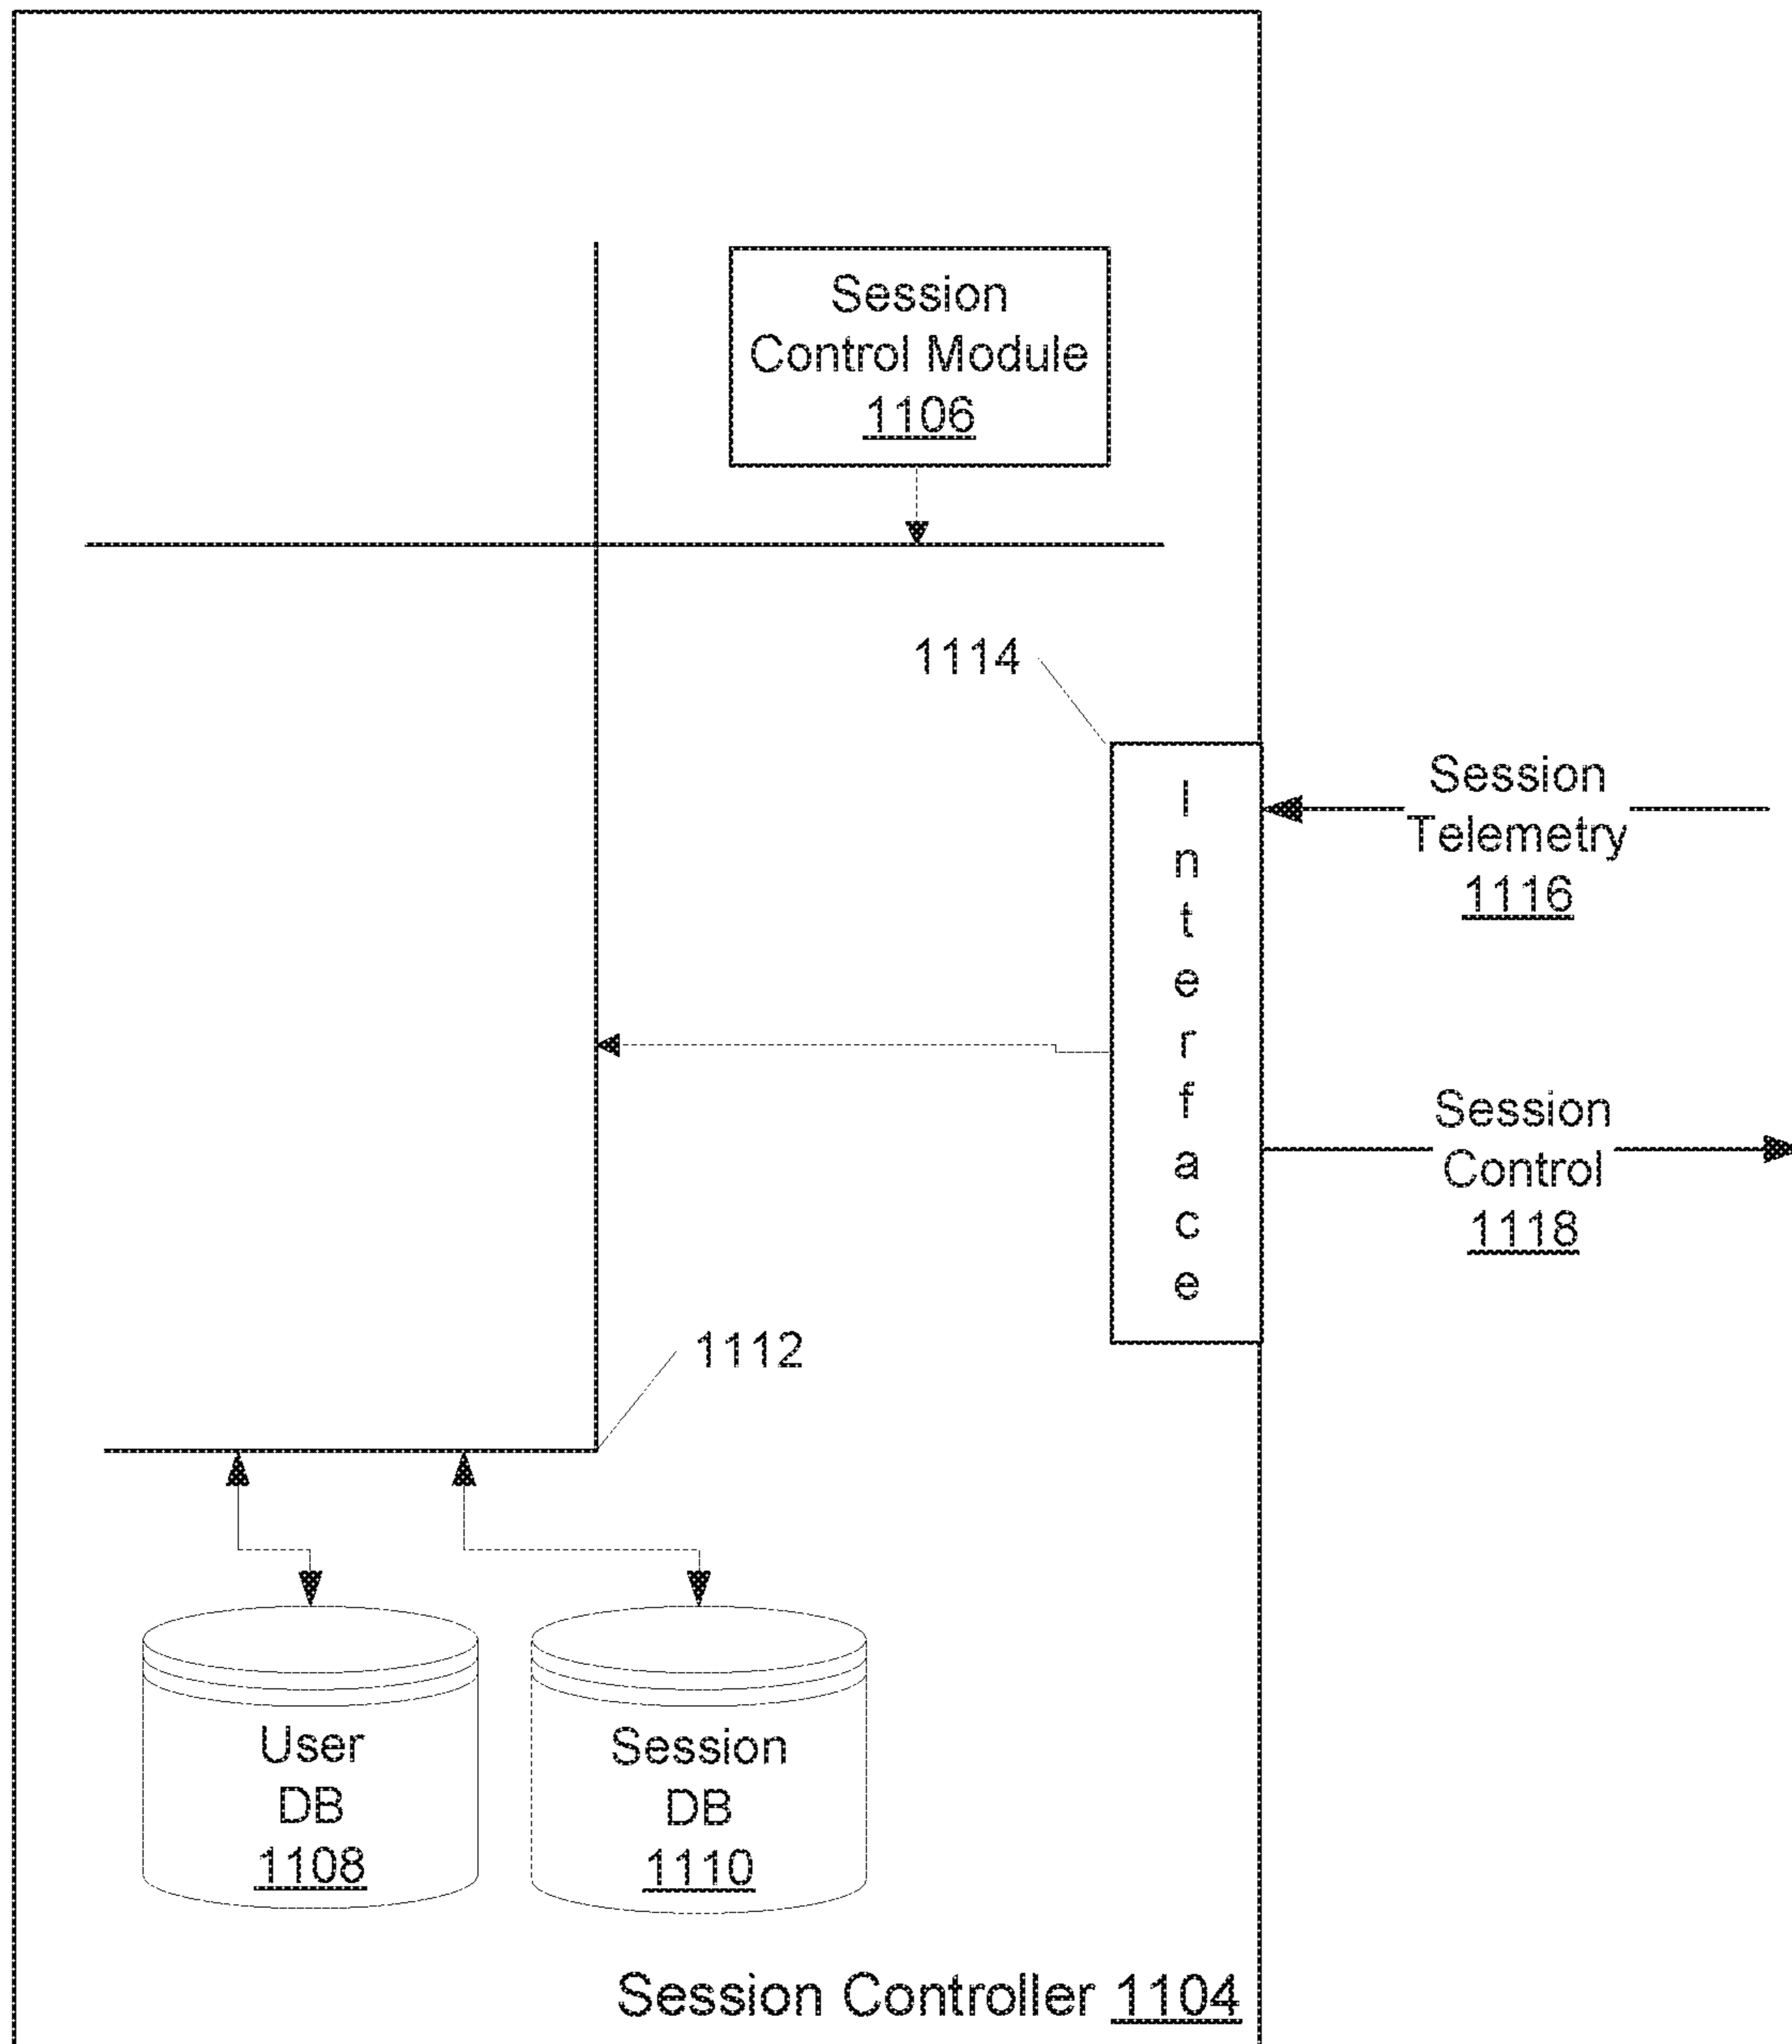 Session
Control Module
1106
1114
Interface
Session
Telemetry
1116
Session
Control
1118
1112
User
DB
1108
Session
DB
1110
Session Controller 1104